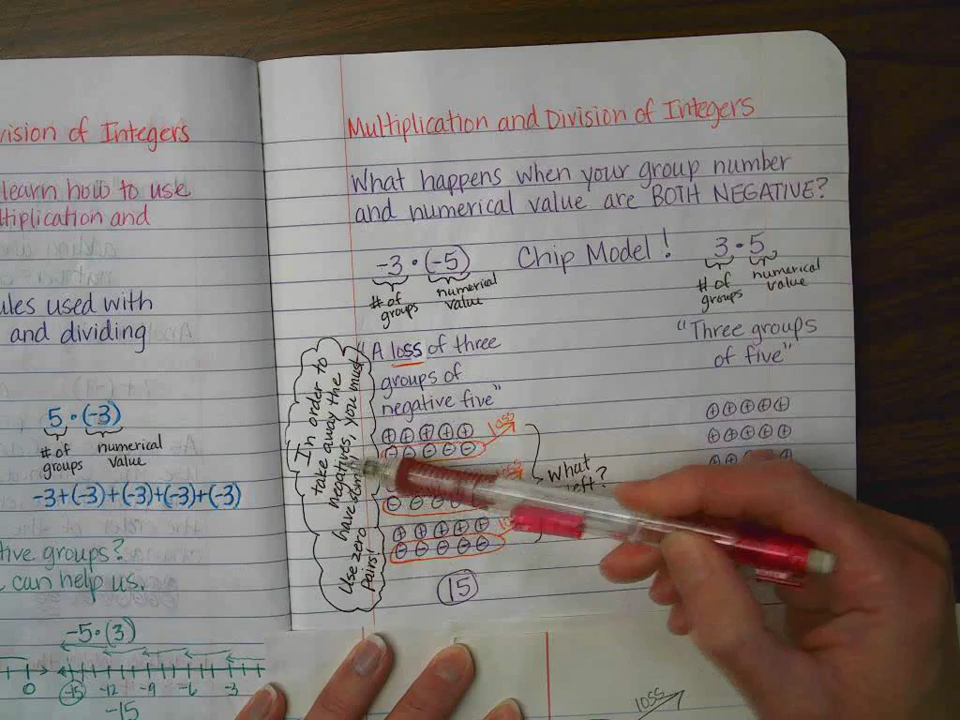 vision of Integers
learn how to use
tiplication and
ules used with
and dividing
5 · (-3)
# of groups
numerical value
-3+(-3)+(-3)+(-3)+(-3)
tive groups?
can help us.
-5·(3)
0 -15 -12 -9 -6 -3
-15
Multiplication and Division of Integers
What happens when your group number
and numerical value are BOTH NEGATIVE?
-3 · (-5)
# of groups
numerical value
Chip Model!
3 · 5
# of groups
numerical value
"A loss of three
groups of
negative five"
"Three groups
of five"
In order to
take away the
negatives, you must
have
Use zero
pairs!
loss
loss
what
left?
15
loss